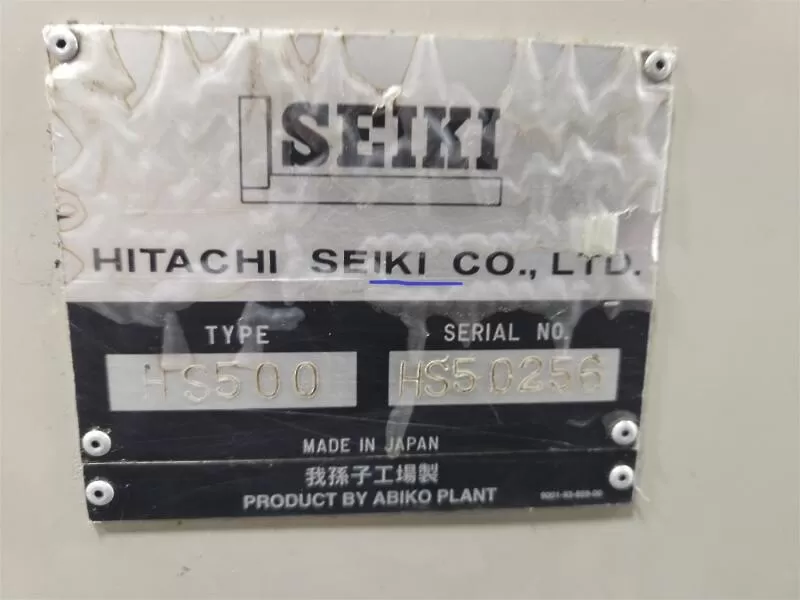 SEIKI
HITACHI SEIKI CO., LTD.
TYPE SERIAL NO.
HS500 HS50256
MADE IN JAPAN
我孫子工場製
PRODUCT BY ABIKO PLANT